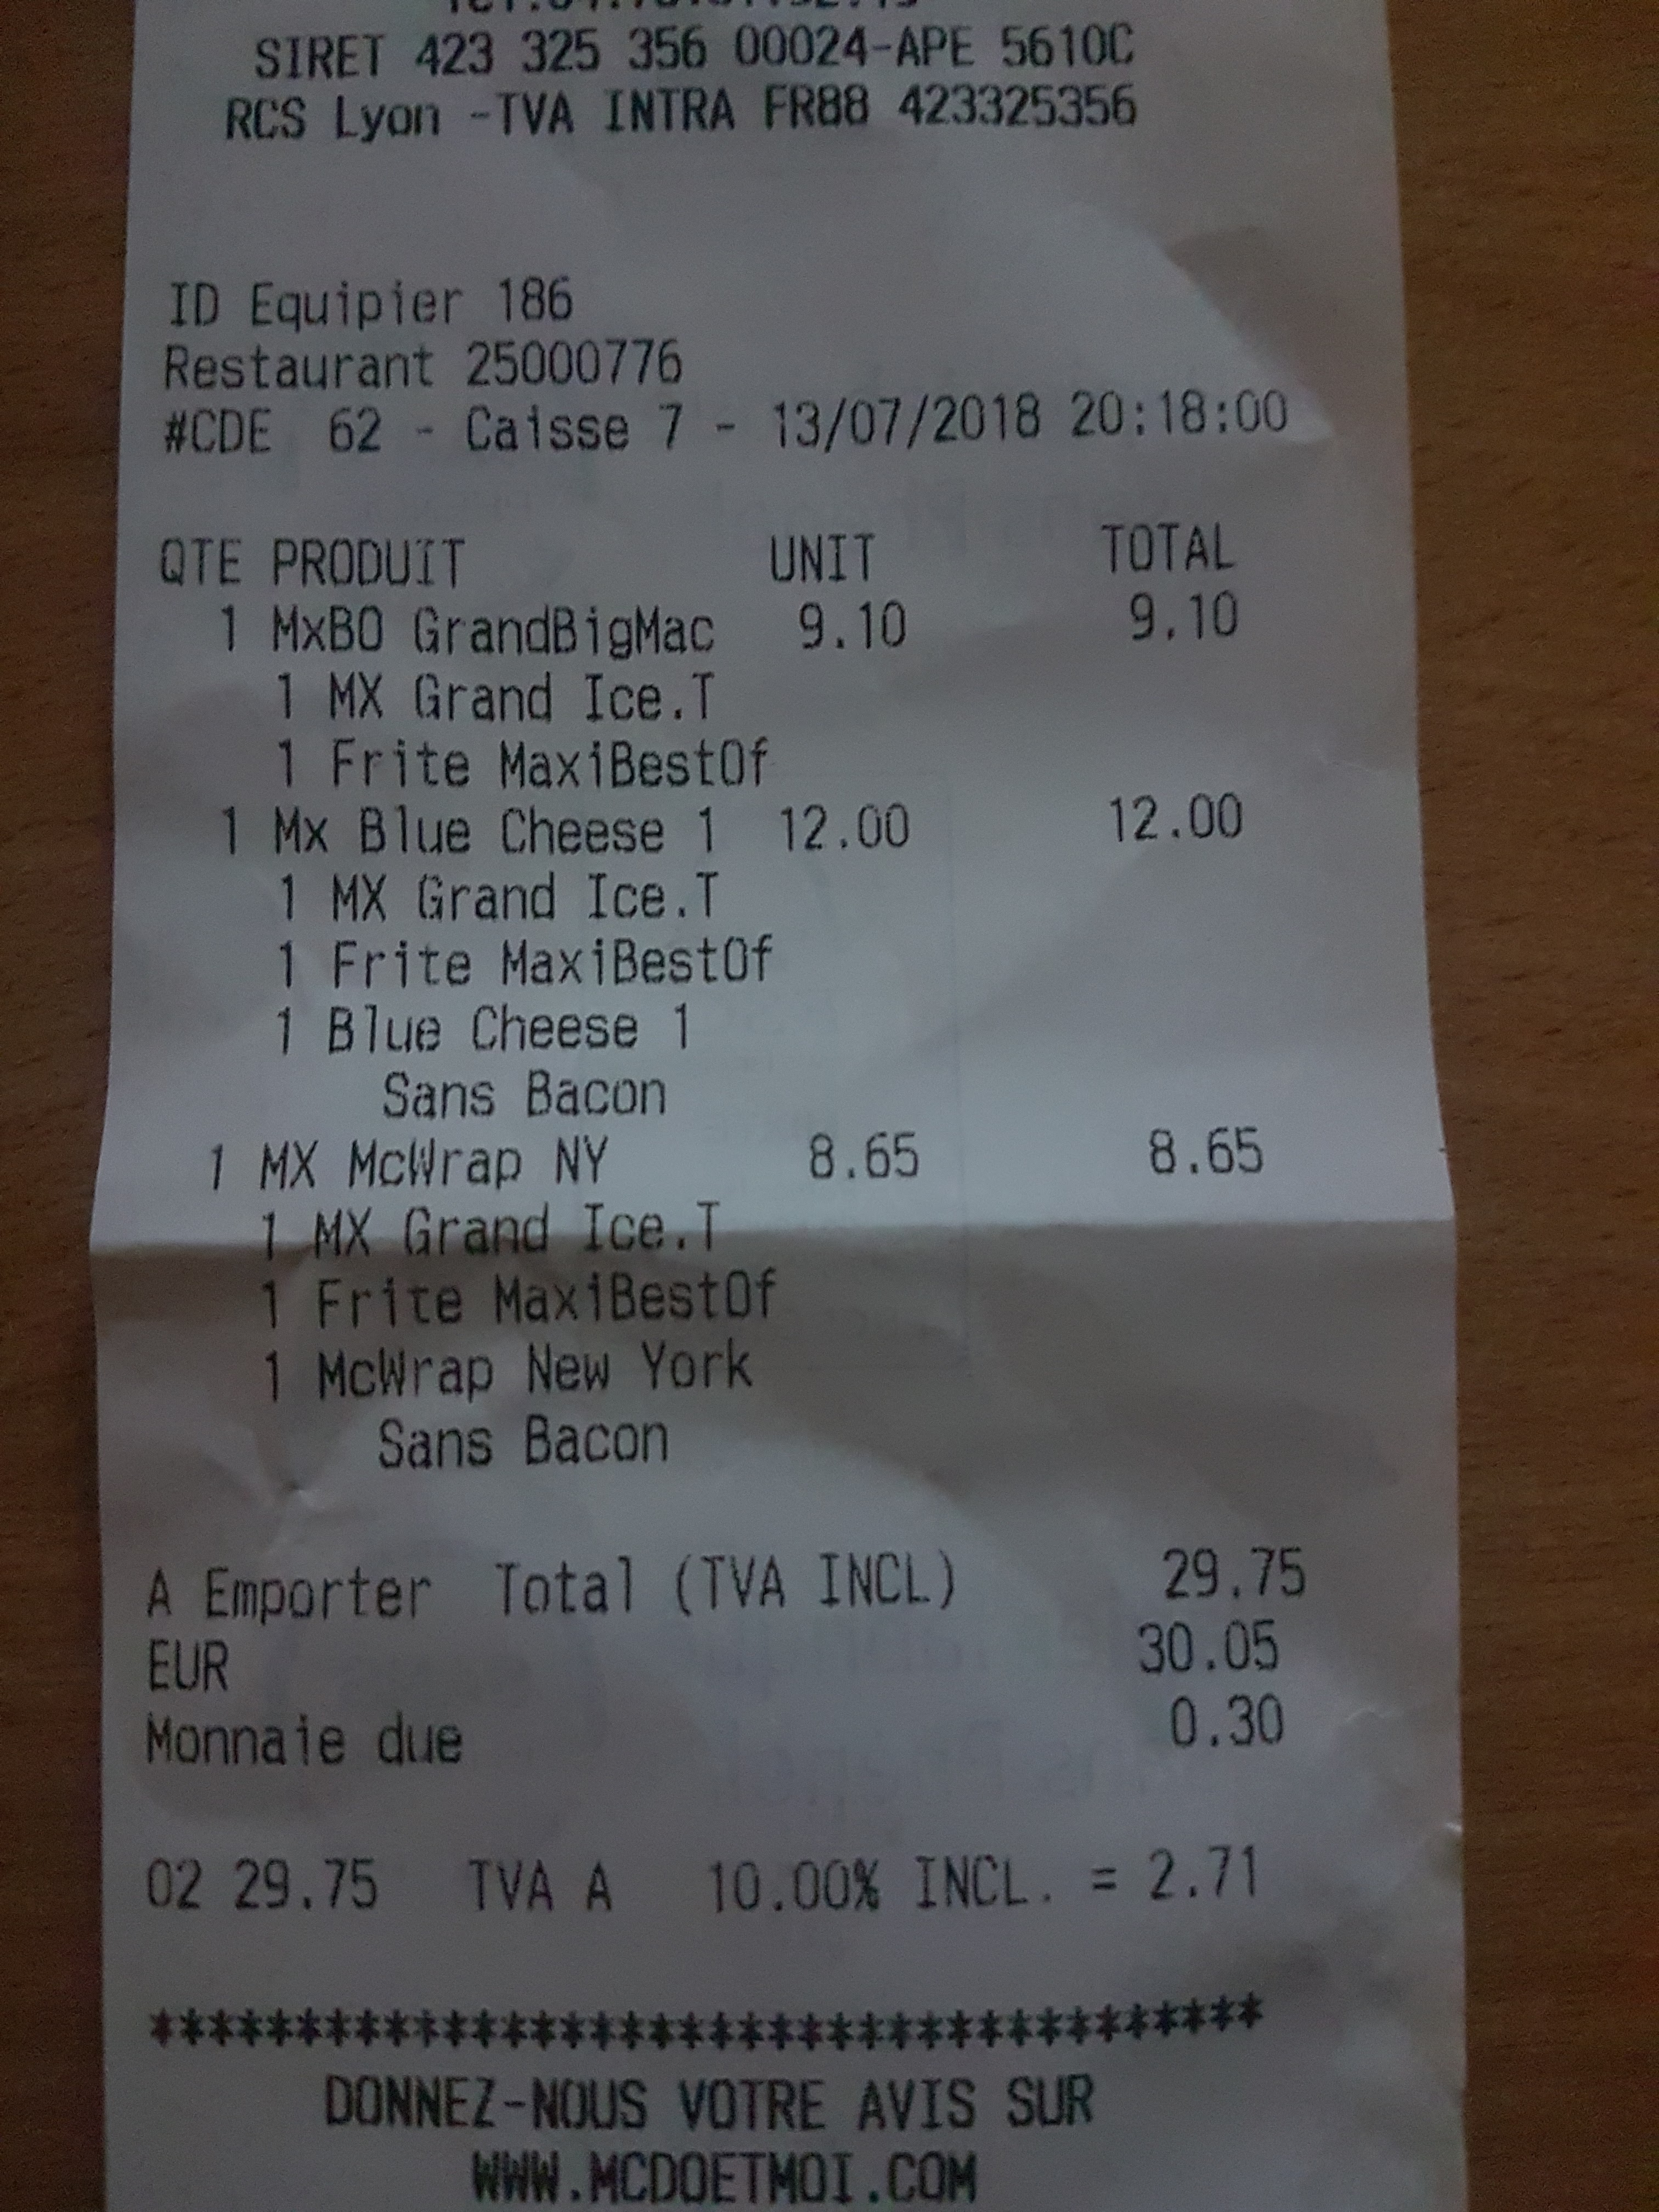 SIRET 423 325 356 00024-APE 5610C
RCS Lyon -TVA INTRA FR88 423325356
ID Equipier 186
Restaurant 25000776
#CDE 62 - Caisse 7 - 13/07/2018 20:18:00
QTE PRODUIT UNIT TOTAL
1 MxBO GrandBigMac 9.10 9.10
1 MX Grand Ice.T
1 Frite MaxiBestOf
1 Mx Blue Cheese 1 12.00 12.00
1 MX Grand Ice.T
1 Frite MaxiBestOf
1 Blue Cheese 1
Sans Bacon
1 MX McWrap NY 8.65 8.65
1 MX Grand Ice.T
1 Frite MaxiBestOf
1 McWrap New York
Sans Bacon
A Emporter Total (TVA INCL) 29.75
EUR 30.05
Monnaie due 0.30
02 29.75 TVA A 10.00% INCL. = 2.71
**************************************
DONNEZ-NOUS VOTRE AVIS SUR
WWW.MCDOETMOI.COM